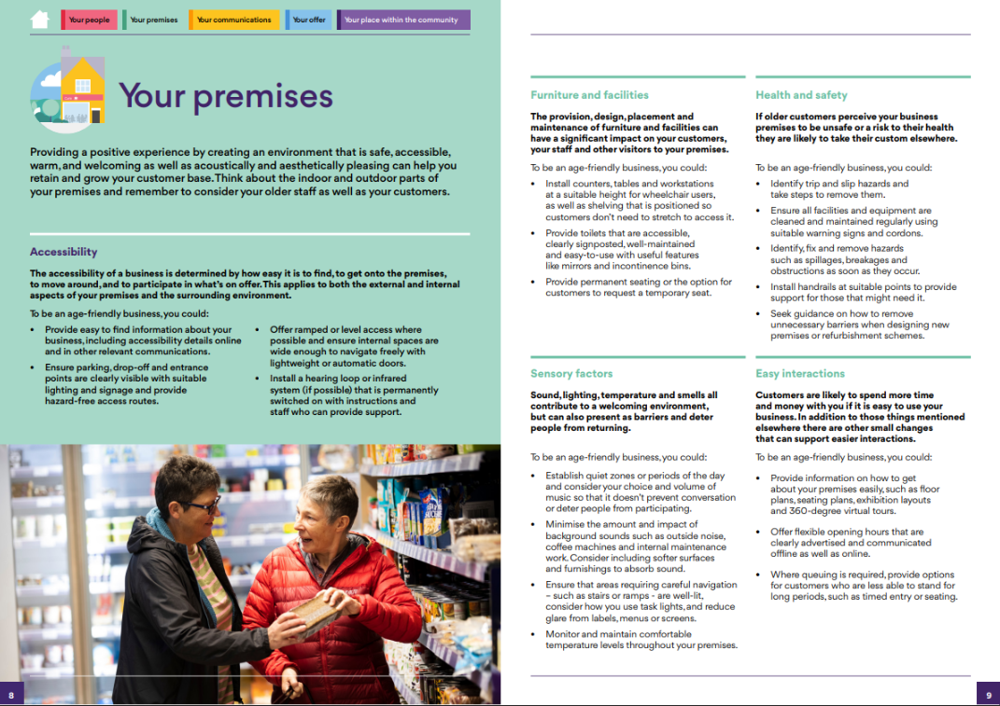 Your people
Your premises
Your communications
Your offer
Your place within the community
Your premises
Providing a positive experience by creating an environment that is safe, accessible,
warm, and welcoming as well as acoustically and aesthetically pleasing can help you
retain and grow your customer base. Think about the indoor and outdoor parts of
your premises and remember to consider your older staff as well as your customers.
Accessibility
The accessibility of a business is determined by how easy it is to find, to get onto the premises,
to move around, and to participate in what's on offer. This applies to both the external and internal
aspects of your premises and the surrounding environment.
To be an age-friendly business, you could:
• Provide easy to find information about your
business, including accessibility details online
and in other relevant communications.
• Ensure parking, drop-off and entrance
points are clearly visible with suitable
lighting and signage and provide
hazard-free access routes.
• Offer ramped or level access where
possible and ensure internal spaces are
wide enough to navigate freely with
lightweight or automatic doors.
• Install a hearing loop or infrared
system (if possible) that is permanently
switched on with instructions and
staff who can provide support.
8
Furniture and facilities
The provision, design, placement and
maintenance of furniture and facilities can
have a significant impact on your customers,
your staff and other visitors to your premises.
To be an age-friendly business, you could:
• Install counters, tables and workstations
at a suitable height for wheelchair users,
as well as shelving that is positioned so
customers don't need to stretch to access it.
• Provide toilets that are accessible,
clearly signposted, well-maintained
and easy-to-use with useful features
like mirrors and incontinence bins.
• Provide permanent seating or the option for
customers to request a temporary seat.
Health and safety
If older customers perceive your business
premises to be unsafe or a risk to their health
they are likely to take their custom elsewhere.
To be an age-friendly business, you could:
• Identify trip and slip hazards and
take steps to remove them.
• Ensure all facilities and equipment are
cleaned and maintained regularly using
suitable warning signs and cordons.
• Identify, fix and remove hazards
such as spillages, breakages and
obstructions as soon as they occur.
• Install handrails at suitable points to provide
support for those that might need it.
• Seek guidance on how to remove
unnecessary barriers when designing new
premises or refurbishment schemes.
Sensory factors
Sound, lighting, temperature and smells all
contribute to a welcoming environment,
but can also present as barriers and deter
people from returning.
To be an age-friendly business, you could:
• Establish quiet zones or periods of the day
and consider your choice and volume of
music so that it doesn't prevent conversation
or deter people from participating.
• Minimise the amount and impact of
background sounds such as outside noise,
coffee machines and internal maintenance
work. Consider including softer surfaces
and furnishings to absorb sound.
• Ensure that areas requiring careful navigation
– such as stairs or ramps - are well-lit,
consider how you use task lights, and reduce
glare from labels, menus or screens.
• Monitor and maintain comfortable
temperature levels throughout your premises.
Easy interactions
Customers are likely to spend more time
and money with you if it is easy to use your
business. In addition to those things mentioned
elsewhere there are other small changes
that can support easier interactions.
To be an age-friendly business, you could:
• Provide information on how to get
about your premises easily, such as floor
plans, seating plans, exhibition layouts
and 360-degree virtual tours.
• Offer flexible opening hours that are
clearly advertised and communicated
offline as well as online.
• Where queuing is required, provide options
for customers who are less able to stand for
long periods, such as timed entry or seating.
9